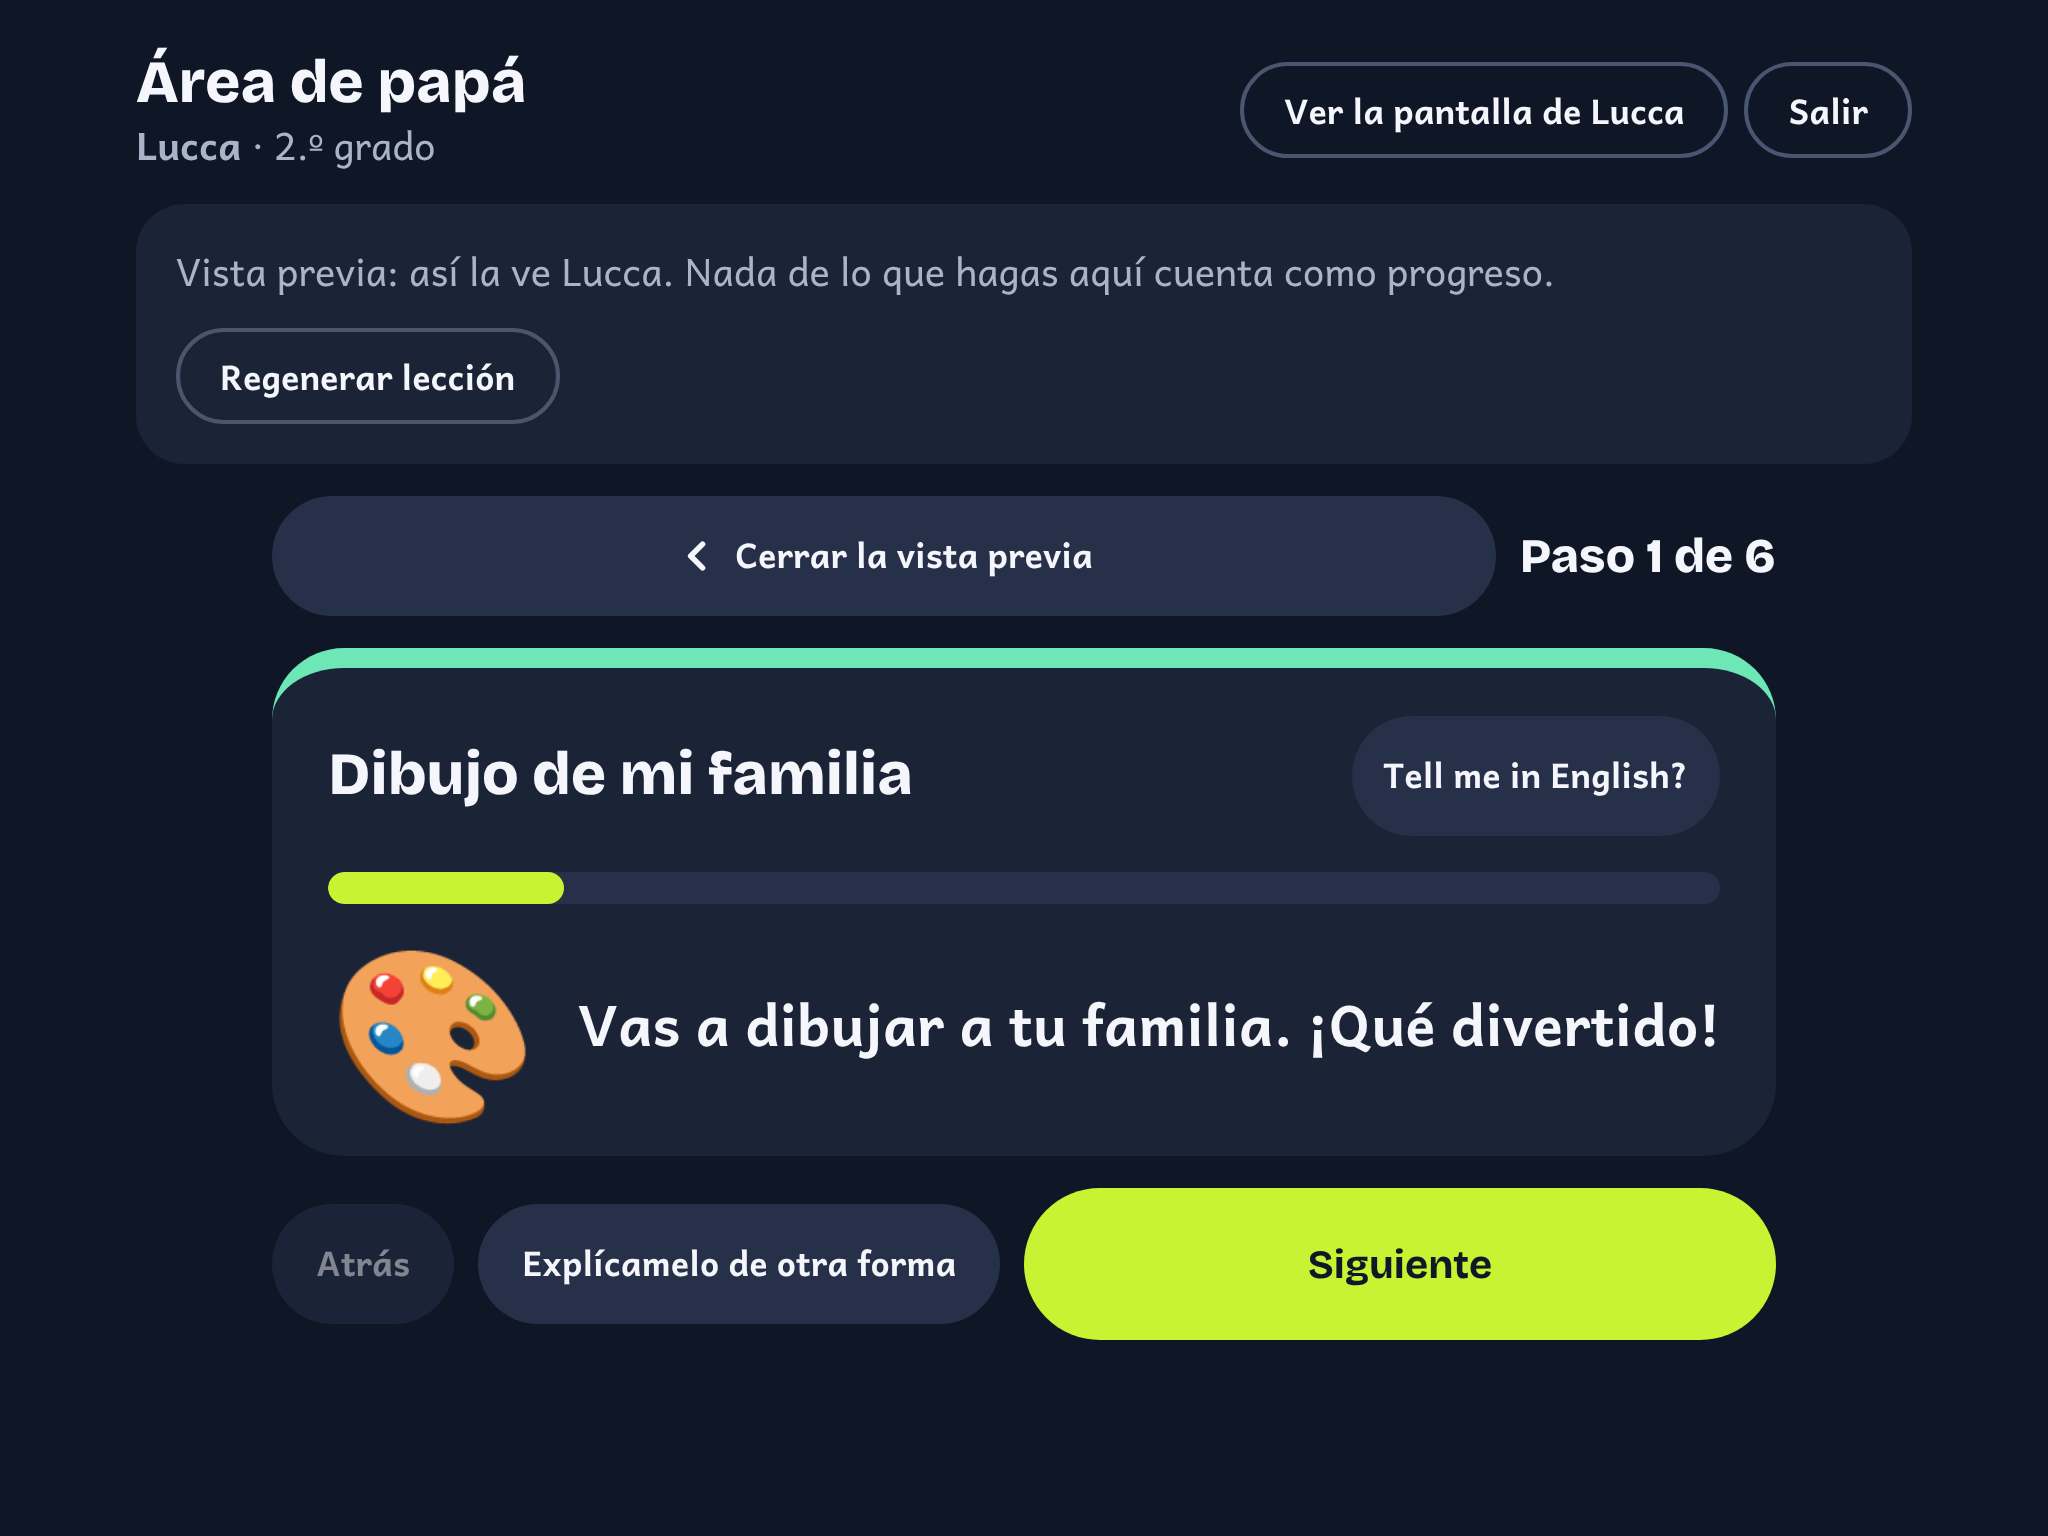 Área de papá
Lucca · 2.º grado
Ver la pantalla de Lucca
Salir
Vista previa: así la ve Lucca. Nada de lo que hagas aquí cuenta como progreso.
Regenerar lección
Cerrar la vista previa
Paso 1 de 6
Dibujo de mi familia
Tell me in English?
Vas a dibujar a tu familia. ¡Qué divertido!
Atrás
Explícamelo de otra forma
Siguiente